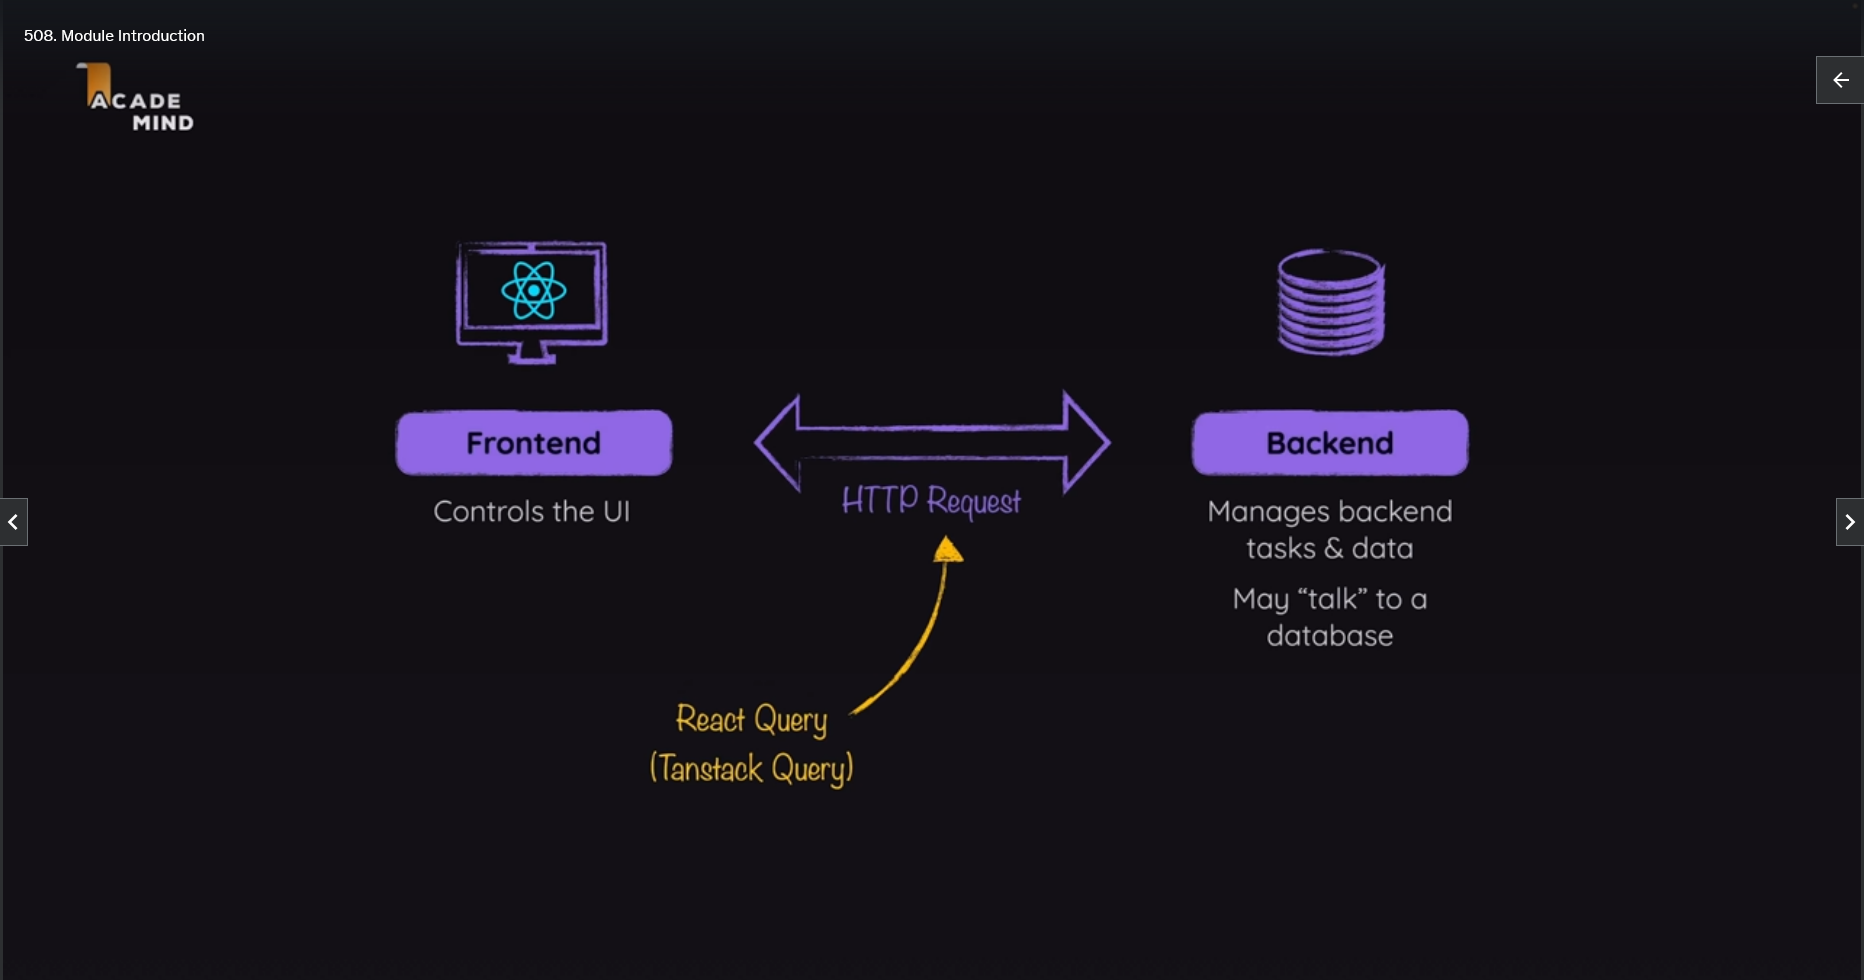 508. Module Introduction
ACADE
MIND
Frontend
Backend
Controls the UI
HTTP Request
Manages backend
tasks & data
May “talk” to a
database
React Query
(Tanstack Query)